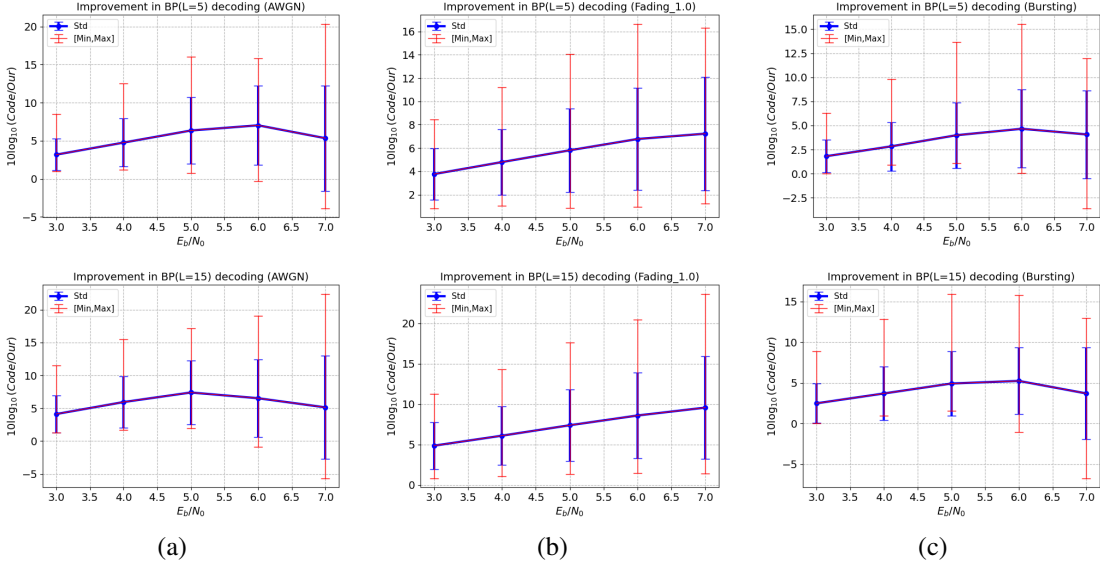 Improvement in BP(L=5) decoding (AWGN)
Std
[Min,Max]
20
15
10
5
0
−5
10log₁₀(Code/Our)
3.0 3.5 4.0 4.5 5.0 5.5 6.0 6.5 7.0
E_b/N_0
Improvement in BP(L=5) decoding (Fading_1.0)
Std
[Min,Max]
16
14
12
10
8
6
4
2
10log₁₀(Code/Our)
3.0 3.5 4.0 4.5 5.0 5.5 6.0 6.5 7.0
E_b/N_0
Improvement in BP(L=5) decoding (Bursting)
Std
[Min,Max]
15.0
12.5
10.0
7.5
5.0
2.5
0.0
−2.5
10log₁₀(Code/Our)
3.0 3.5 4.0 4.5 5.0 5.5 6.0 6.5 7.0
E_b/N_0
Improvement in BP(L=15) decoding (AWGN)
Std
[Min,Max]
20
15
10
5
0
−5
10log₁₀(Code/Our)
3.0 3.5 4.0 4.5 5.0 5.5 6.0 6.5 7.0
E_b/N_0
Improvement in BP(L=15) decoding (Fading_1.0)
Std
[Min,Max]
20
15
10
5
0
10log₁₀(Code/Our)
3.0 3.5 4.0 4.5 5.0 5.5 6.0 6.5 7.0
E_b/N_0
Improvement in BP(L=15) decoding (Bursting)
Std
[Min,Max]
15
10
5
0
−5
10log₁₀(Code/Our)
3.0 3.5 4.0 4.5 5.0 5.5 6.0 6.5 7.0
E_b/N_0
(a)
(b)
(c)